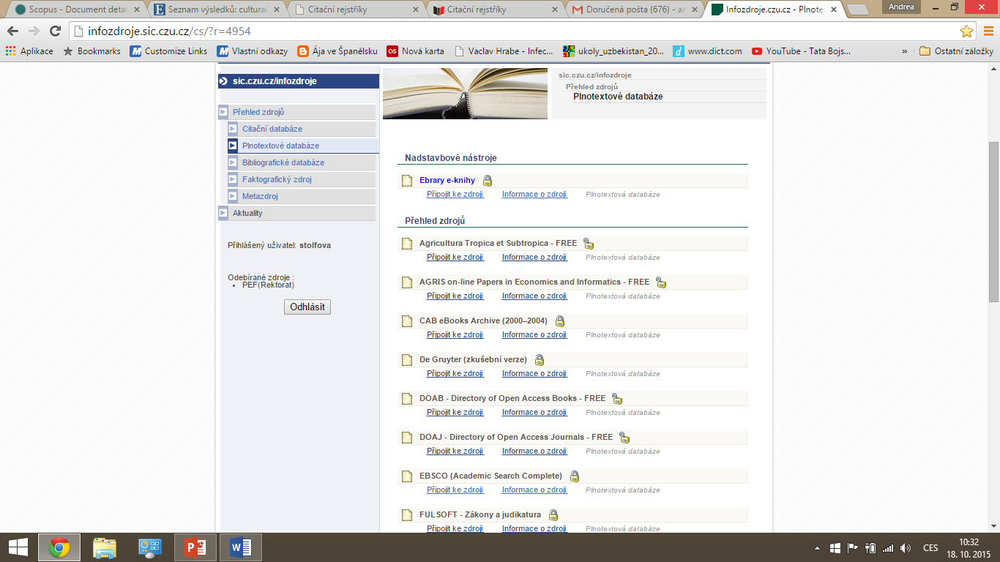 Scopus - Document detai
Seznam výsledků: cultural
Citační rejstříky
Citační rejstříky
Doručená pošta (676) - an
Infozdroje.czu.cz - Plnotex
Andrea
infozdroje.sic.czu.cz/cs/?r=4954
Aplikace
Bookmarks
Customize Links
Vlastní odkazy
Ája ve Španělsku
Nová karta
Vaclav Hrabe - Infec...
ukoly_uzbekistan_20...
www.dict.com
YouTube - Tata Bojs...
»
Ostatní záložky
sic.czu.cz/infozdroje
Přehled zdrojů
Citační databáze
Plnotextové databáze
Bibliografické databáze
Faktografický zdroj
Metazdroj
Aktuality
Přihlášený uživatel: stolfova
Odebírané zdroje :
PEF(Rektorat)
Odhlásit
sic.czu.cz/infozdroje
Přehled zdrojů
Plnotextové databáze
Nadstavbové nástroje
Ebrary e-knihy
Připojit ke zdroji Informace o zdroji Plnotextová databáze
Přehled zdrojů
Agricultura Tropica et Subtropica - FREE
Připojit ke zdroji Informace o zdroji Plnotextová databáze
AGRIS on-line Papers in Economics and Informatics - FREE
Připojit ke zdroji Informace o zdroji Plnotextová databáze
CAB eBooks Archive (2000–2004)
Připojit ke zdroji Informace o zdroji Plnotextová databáze
De Gruyter (zkušební verze)
Připojit ke zdroji Informace o zdroji Plnotextová databáze
DOAB - Directory of Open Access Books - FREE
Připojit ke zdroji Informace o zdroji Plnotextová databáze
DOAJ - Directory of Open Access Journals - FREE
Připojit ke zdroji Informace o zdroji Plnotextová databáze
EBSCO (Academic Search Complete)
Připojit ke zdroji Informace o zdroji Plnotextová databáze
FULSOFT - Zákony a judikatura
Připojit ke zdroji Informace o zdroji Plnotextová databáze
CES
10:32
18. 10. 2015